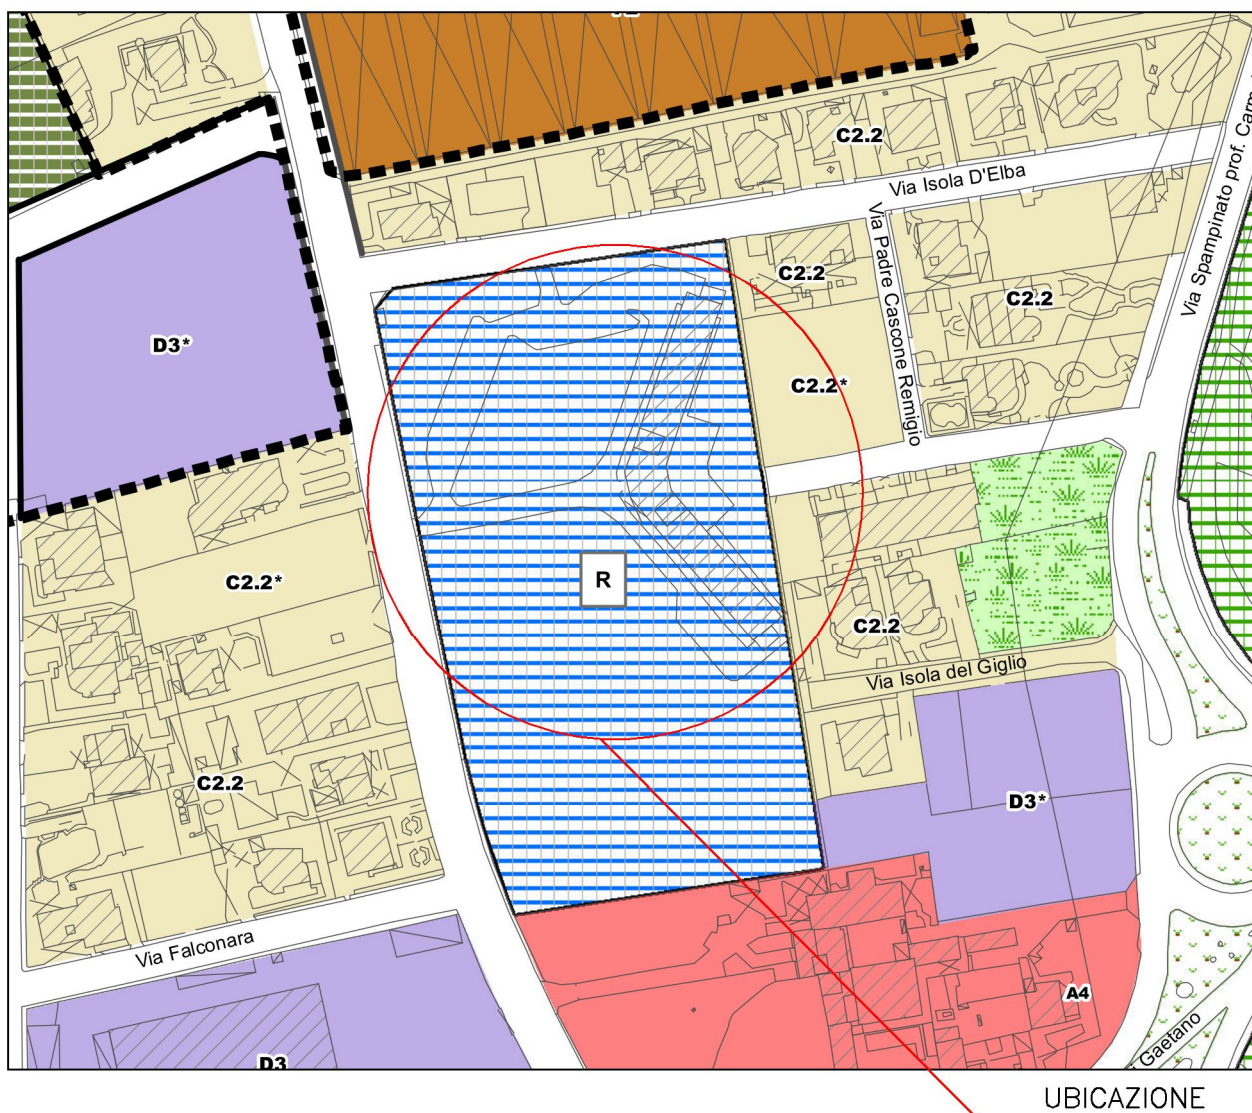 C2.2
Via Isola D'Elba
Via Spampinato prof.
Via Padre Cascone Remigio
C2.2
C2.2
D3*
C2.2*
C2.2*
R
C2.2
Via Isola del Giglio
C2.2
D3*
Via Falconara
A4
Gaetano
D3
UBICAZIONE